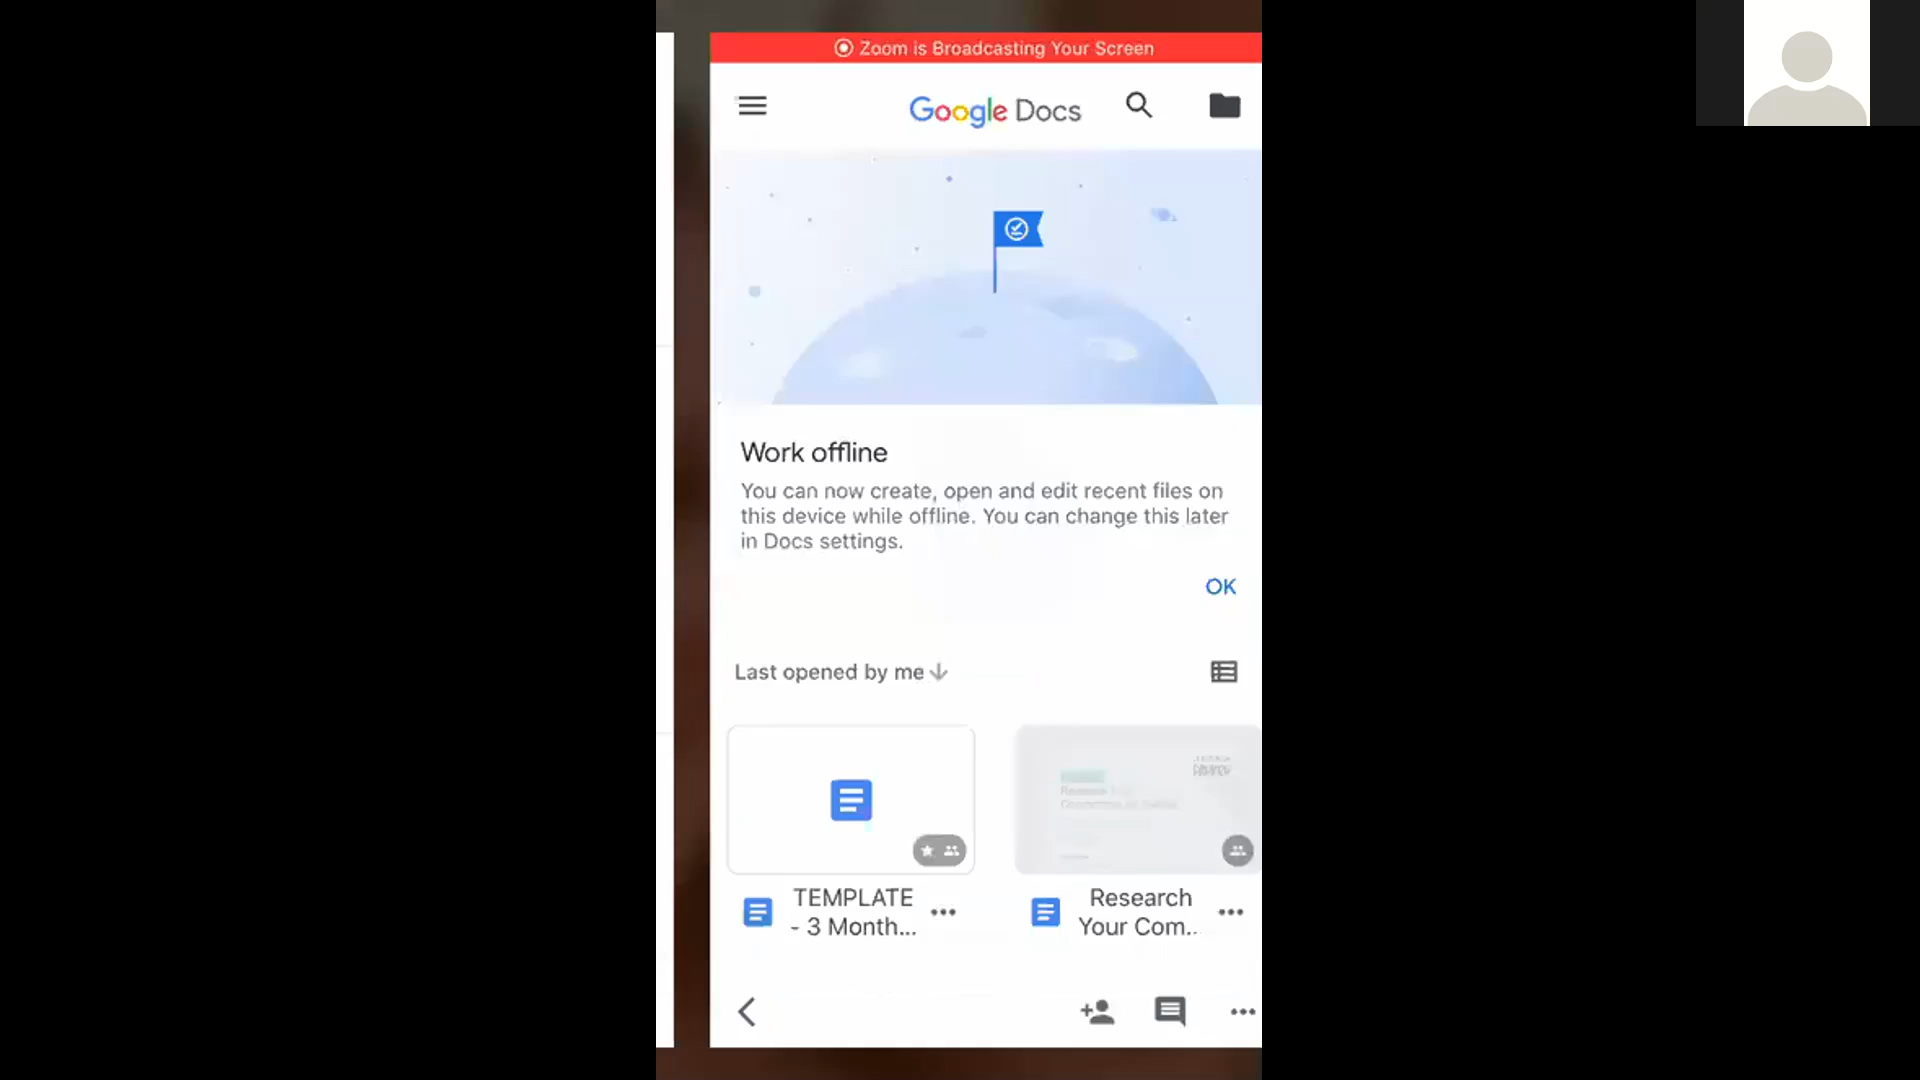 Zoom is Broadcasting Your Screen
Google Docs
Work offline
You can now create, open and edit recent files on
this device while offline. You can change this later
in Docs settings.
OK
Last opened by me
TEMPLATE
- 3 Month...
Research
Your Com...